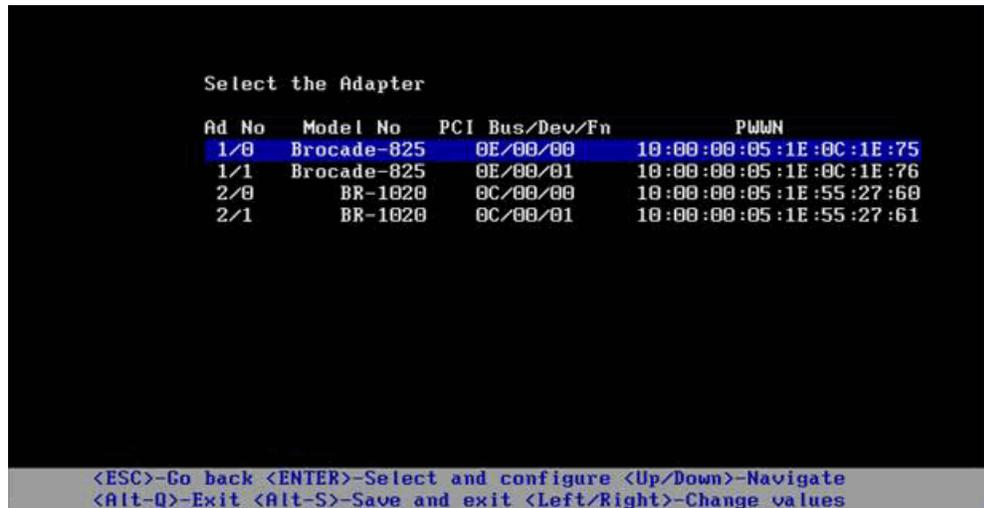 Select the Adapter
Ad No Model No PCI Bus/Dev/Fn PWWN
1/0 Brocade-825 0E/00/00 10:00:00:05:1E:0C:1E:75
1/1 Brocade-825 0E/00/01 10:00:00:05:1E:0C:1E:76
2/0 BR-1020 0C/00/00 10:00:00:05:1E:55:27:60
2/1 BR-1020 0C/00/01 10:00:00:05:1E:55:27:61
<ESC>-Go back <ENTER>-Select and configure <Up/Down>-Navigate
<Alt-Q>-Exit <Alt-S>-Save and exit <Left/Right>-Change values